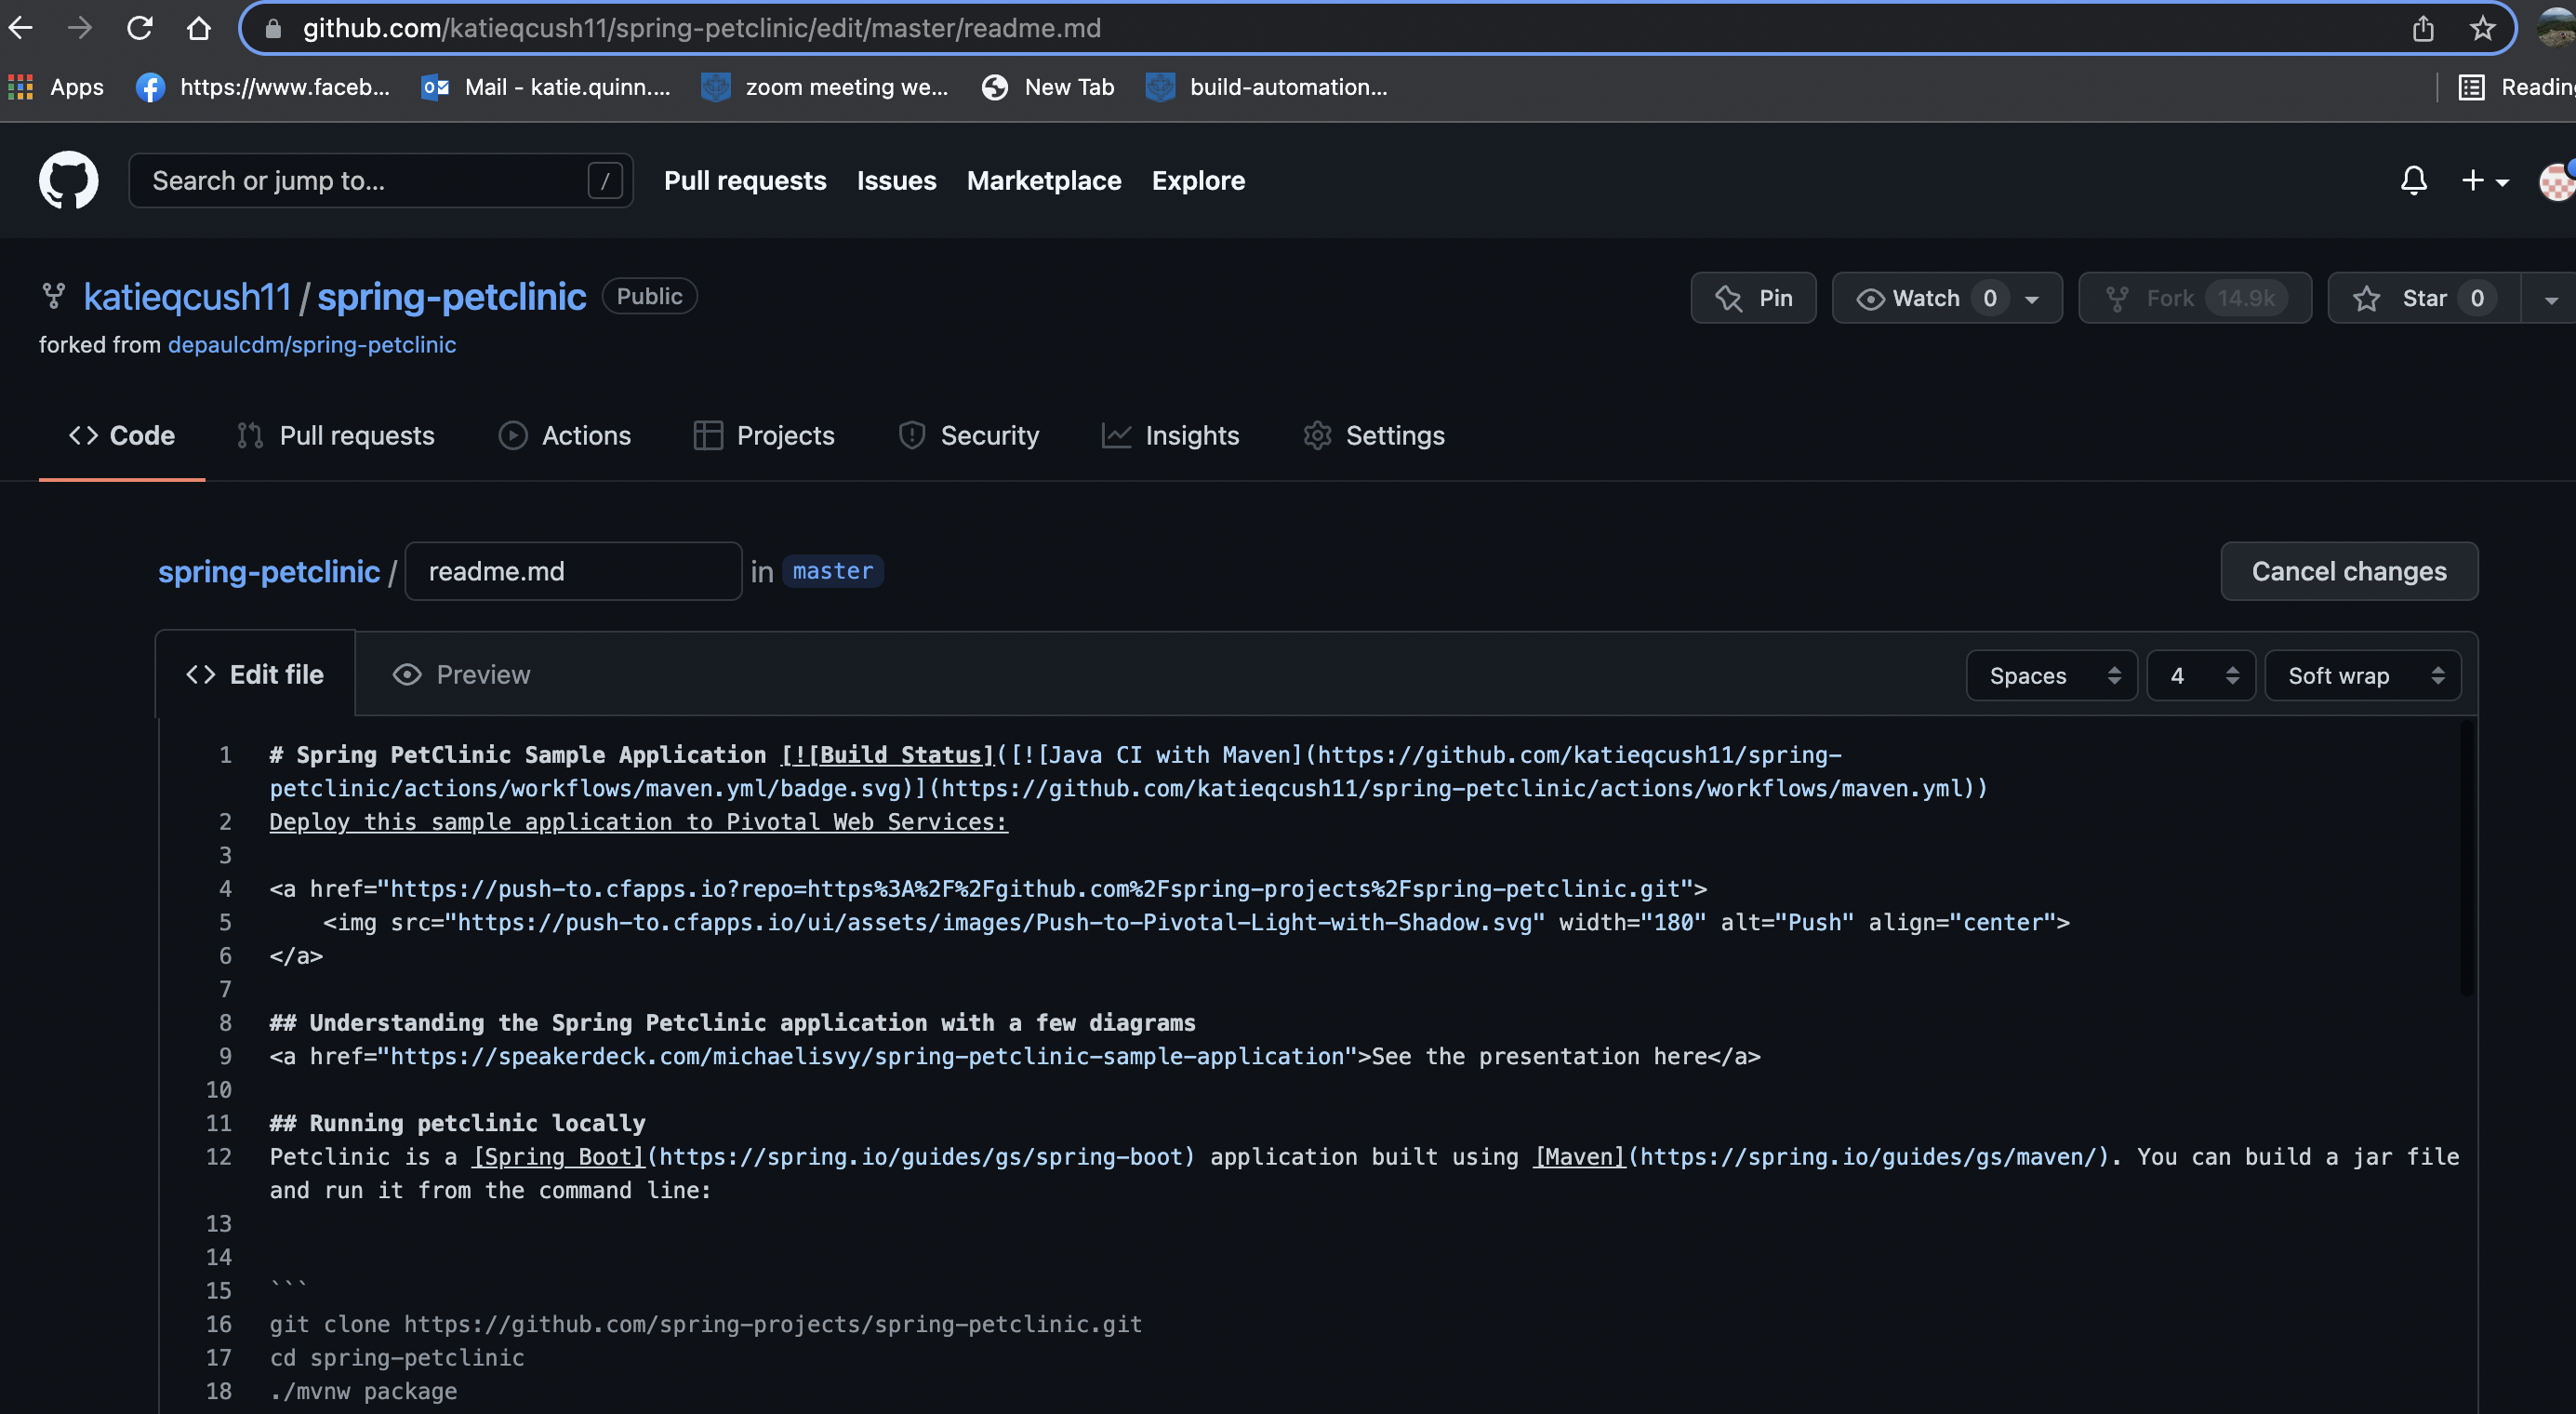 github.com/katieqcush11/spring-petclinic/edit/master/readme.md
Apps https://www.faceb... Mail - katie.quinn.... zoom meeting we... New Tab build-automation... Reading
Search or jump to... / Pull requests Issues Marketplace Explore
katieqcush11 / spring-petclinic Public Pin Watch 0 Fork 14.9k Star 0
forked from depaulcdm/spring-petclinic
Code Pull requests Actions Projects Security Insights Settings
spring-petclinic / readme.md in master Cancel changes
Edit file Preview Spaces 4 Soft wrap
1 # Spring PetClinic Sample Application [![Build Status]([![Java CI with Maven](https://github.com/katieqcush11/spring-
petclinic/actions/workflows/maven.yml/badge.svg)](https://github.com/katieqcush11/spring-petclinic/actions/workflows/maven.yml))
2 Deploy this sample application to Pivotal Web Services:
3
4 <a href="https://push-to.cfapps.io?repo=https%3A%2F%2Fgithub.com%2Fspring-projects%2Fspring-petclinic.git">
5 <img src="https://push-to.cfapps.io/ui/assets/images/Push-to-Pivotal-Light-with-Shadow.svg" width="180" alt="Push" align="center">
6 </a>
7
8 ## Understanding the Spring Petclinic application with a few diagrams
9 <a href="https://speakerdeck.com/michaelisvy/spring-petclinic-sample-application">See the presentation here</a>
10
11 ## Running petclinic locally
12 Petclinic is a [Spring Boot](https://spring.io/guides/gs/spring-boot) application built using [Maven](https://spring.io/guides/gs/maven/). You can build a jar file
and run it from the command line:
13
14
15 ```
16 git clone https://github.com/spring-projects/spring-petclinic.git
17 cd spring-petclinic
18 ./mvnw package